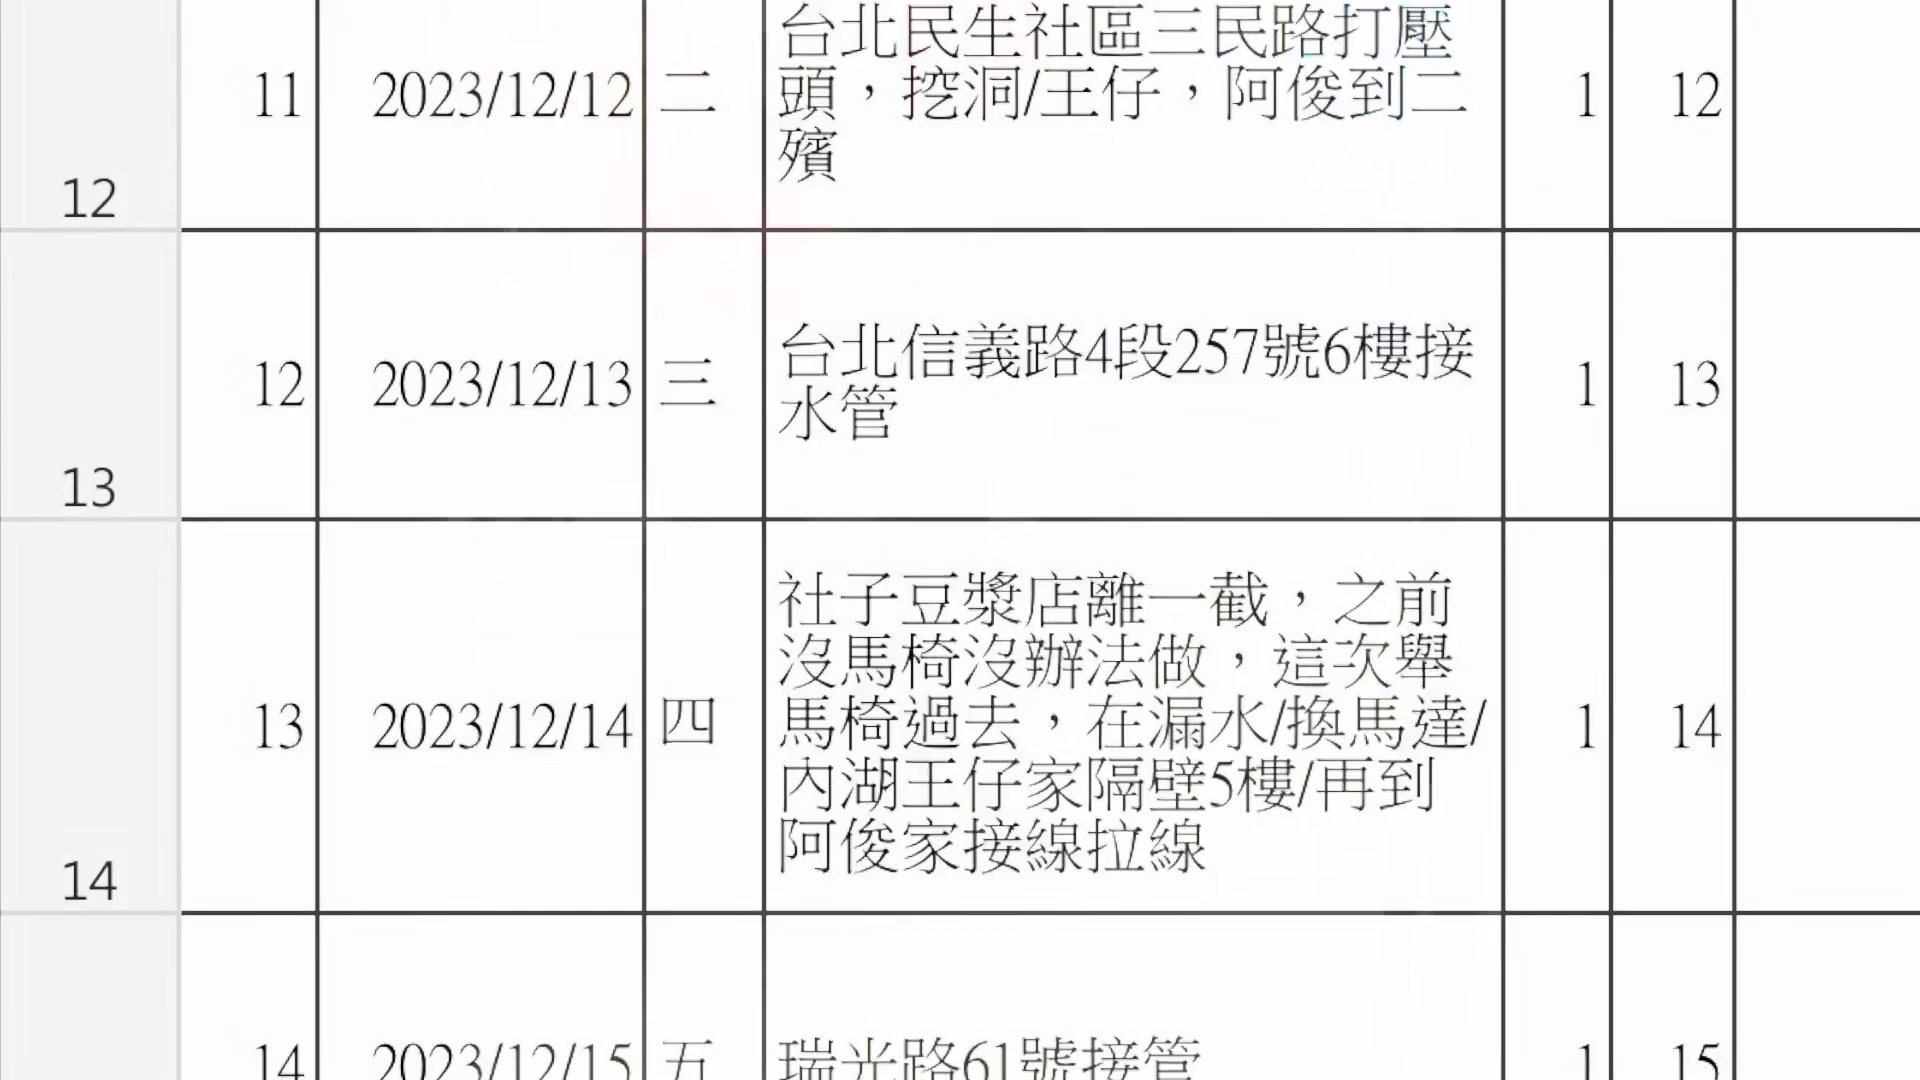 台北民生社區三民路打壓
11 2023/12/12 二 頭，挖洞/王仔，阿俊到二 1 12
殯
12
台北信義路4段257號6樓接
12 2023/12/13 三 1 13
水管
13
社子豆漿店離一截，之前
沒馬椅沒辦法做，這次舉
13 2023/12/14 四 馬椅過去，在漏水/換馬達/ 1 14
內湖王仔家隔壁5樓/再到
阿俊家接線拉線
14
14 2023/12/15 五 瑞光路61號接管 1 15